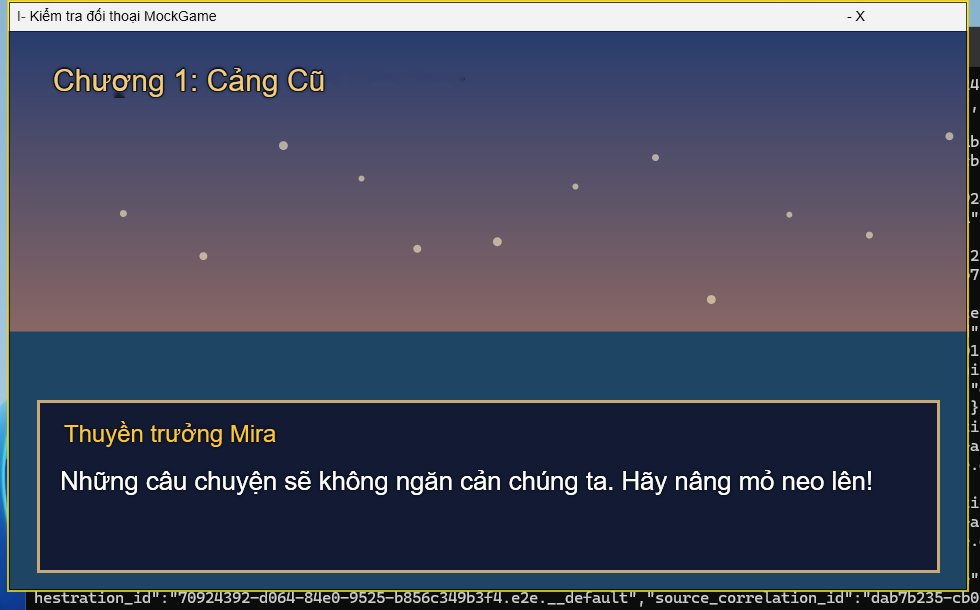 I- Kiểm tra đối thoại MockGame
- X
Chương 1: Cảng Cũ
Thuyền trưởng Mira
Những câu chuyện sẽ không ngăn cản chúng ta. Hãy nâng mỏ neo lên!
hestration_id":"70924392-d064-84e0-9525-b856c349b3f4.e2e.__default","source_correlation_id":"dab7b235-cb6